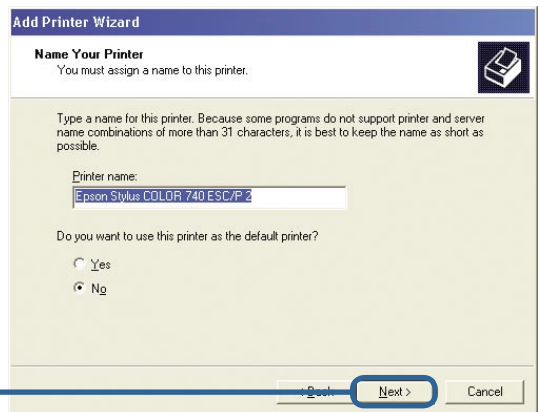 Add Printer Wizard
Name Your Printer
You must assign a name to this printer.
Type a name for this printer. Because some programs do not support printer and server
name combinations of more than 31 characters, it is best to keep the name as short as
possible.
Printer name:
Epson Stylus COLOR 740 ESC/P 2
Do you want to use this printer as the default printer?
Yes
No
< Back Next > Cancel